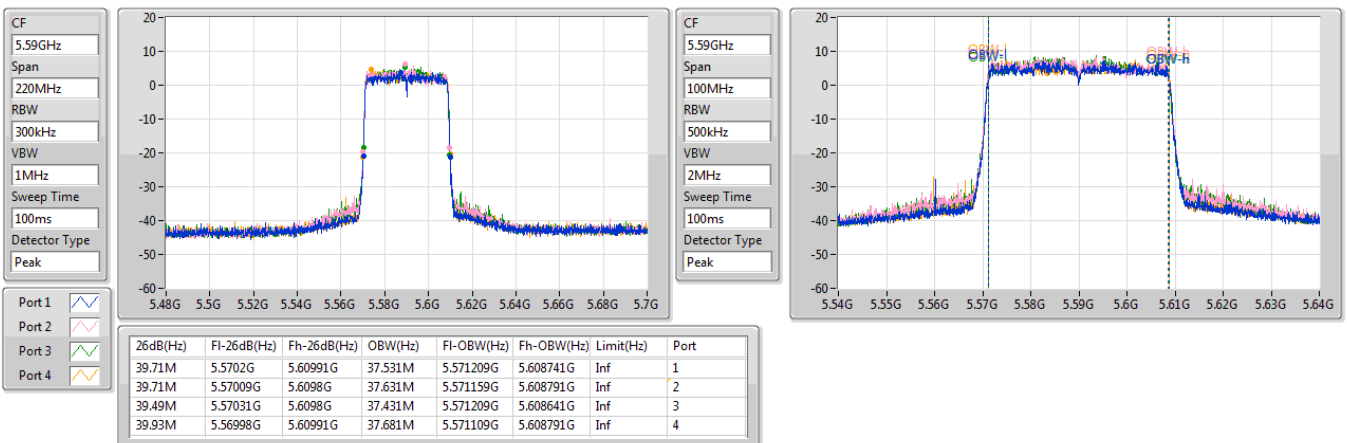 CF
5.59GHz
Span
220MHz
RBW
300kHz
VBW
1MHz
Sweep Time
100ms
Detector Type
Peak
20
10
0
-10
-20
-30
-40
-50
-60
5.48G 5.5G 5.52G 5.54G 5.56G 5.58G 5.6G 5.62G 5.64G 5.66G 5.68G 5.7G
CF
5.59GHz
Span
100MHz
RBW
500kHz
VBW
2MHz
Sweep Time
100ms
Detector Type
Peak
20
10
0
-10
-20
-30
-40
-50
-60
OBW-h
5.54G 5.55G 5.56G 5.57G 5.58G 5.59G 5.6G 5.61G 5.62G 5.63G 5.64G
Port 1
Port 2
Port 3
Port 4
26dB(Hz) Fl-26dB(Hz) Fh-26dB(Hz) OBW(Hz) Fl-OBW(Hz) Fh-OBW(Hz) Limit(Hz) Port
39.71M 5.5702G 5.60991G 37.531M 5.571209G 5.608741G Inf 1
39.71M 5.57009G 5.6098G 37.631M 5.571159G 5.608791G Inf 2
39.49M 5.57031G 5.6098G 37.431M 5.571209G 5.608641G Inf 3
39.93M 5.56998G 5.60991G 37.681M 5.571109G 5.608791G Inf 4